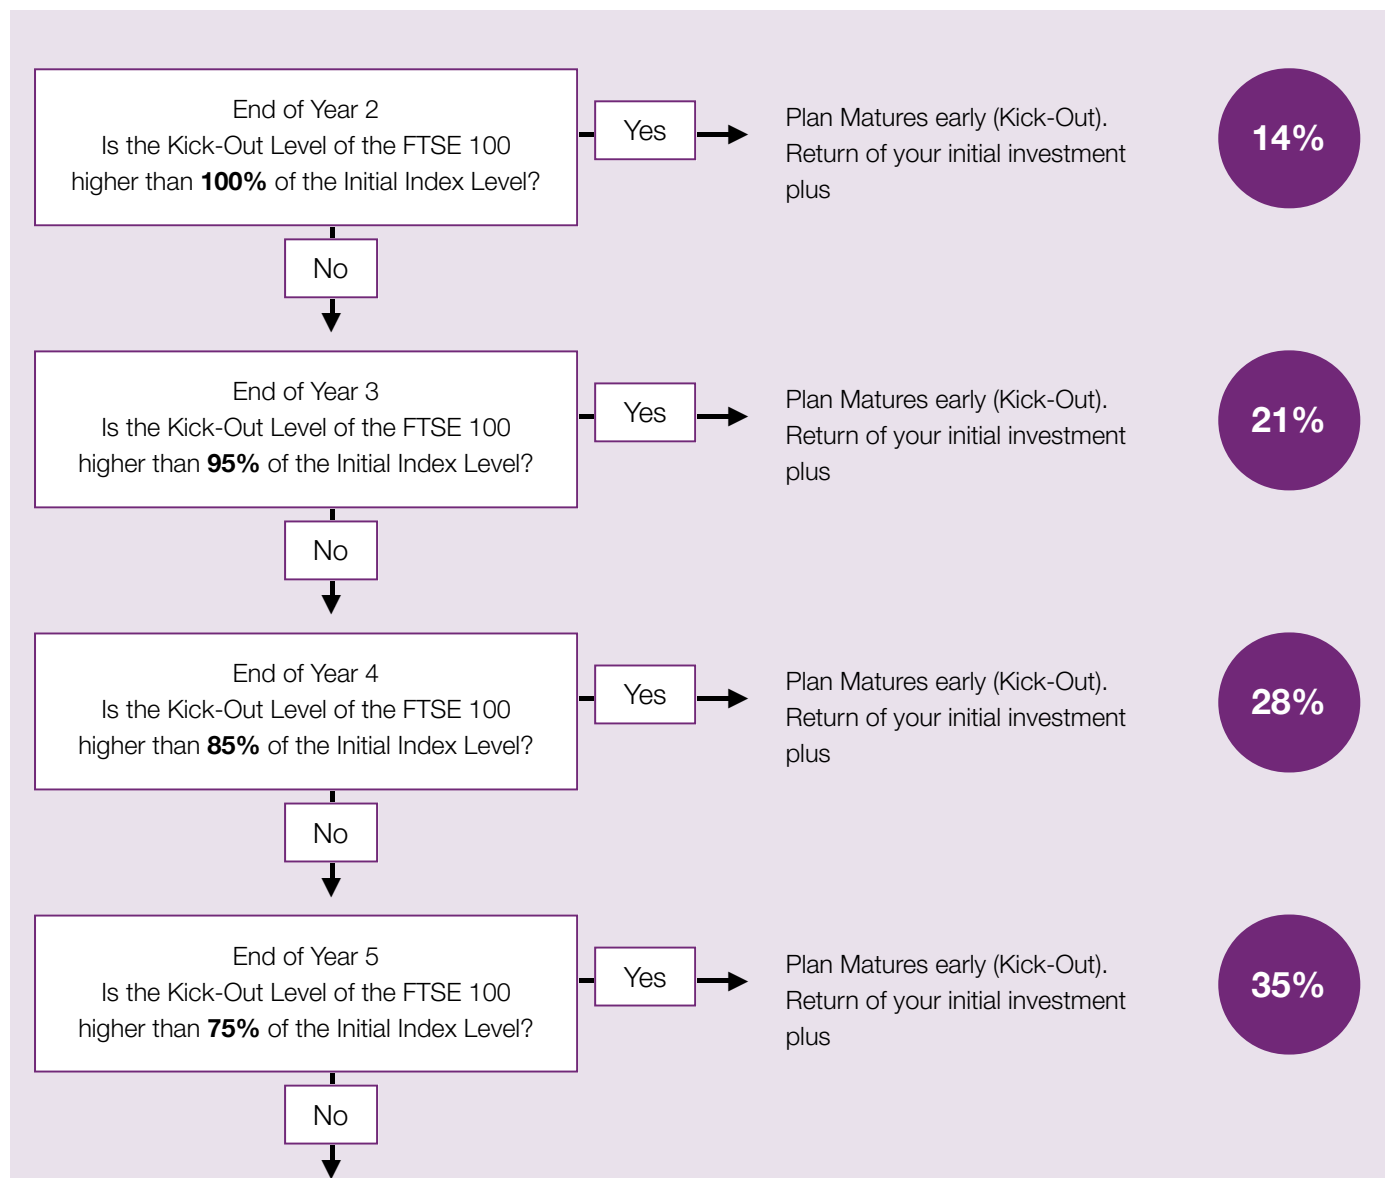 End of Year 2
Is the Kick-Out Level of the FTSE 100
higher than 100% of the Initial Index Level?
Yes
Plan Matures early (Kick-Out).
Return of your initial investment
plus
14%
No
End of Year 3
Is the Kick-Out Level of the FTSE 100
higher than 95% of the Initial Index Level?
Yes
Plan Matures early (Kick-Out).
Return of your initial investment
plus
21%
No
End of Year 4
Is the Kick-Out Level of the FTSE 100
higher than 85% of the Initial Index Level?
Yes
Plan Matures early (Kick-Out).
Return of your initial investment
plus
28%
No
End of Year 5
Is the Kick-Out Level of the FTSE 100
higher than 75% of the Initial Index Level?
Yes
Plan Matures early (Kick-Out).
Return of your initial investment
plus
35%
No